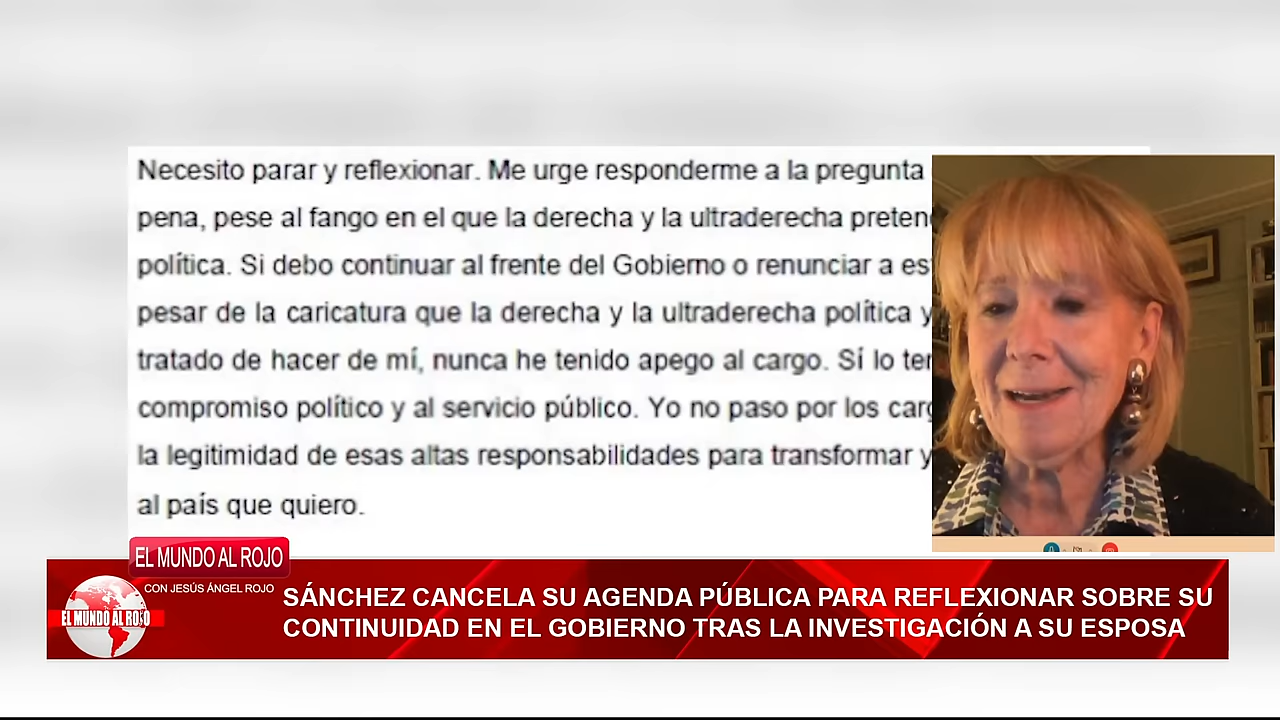 Necesito parar y reflexionar. Me urge responderme a la pregunta
pena, pese al fango en el que la derecha y la ultraderecha
política. Si debo continuar al frente del Gobierno o renunciar a
pesar de la caricatura que la derecha y la ultraderecha política y
tratado de hacer de mí, nunca he tenido apego al cargo. Sí lo
compromiso político y al servicio público. Yo no paso por los
la legitimidad de esas altas responsabilidades para transformar y
al país que quiero.
EL MUNDO AL ROJO
CON JESÚS ÁNGEL ROJO
EL MUNDO AL ROJO
SÁNCHEZ CANCELA SU AGENDA PÚBLICA PARA REFLEXIONAR SOBRE SU
CONTINUIDAD EN EL GOBIERNO TRAS LA INVESTIGACIÓN A SU ESPOSA